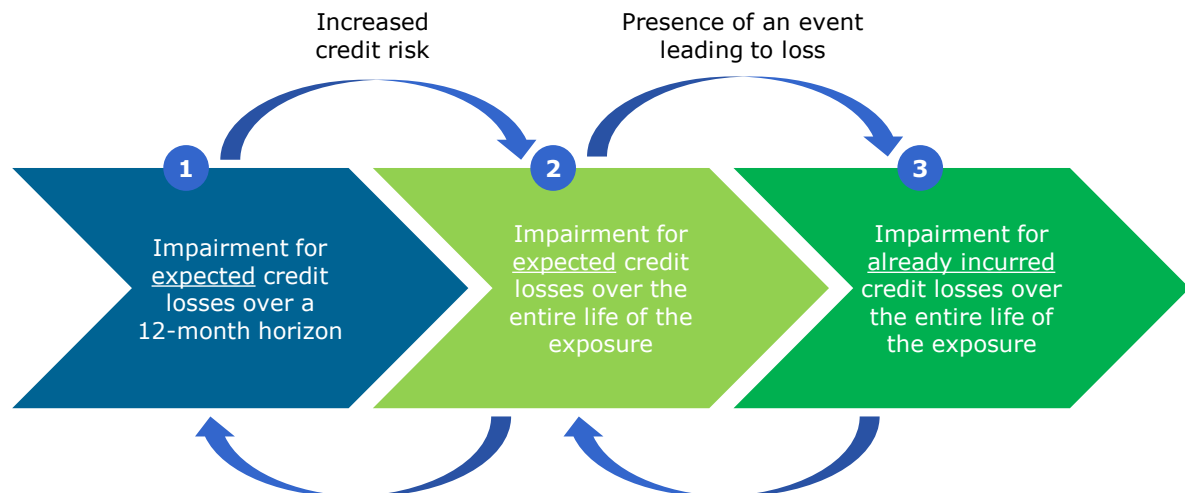 Increased
credit risk
Presence of an event
leading to loss
1
2
3
Impairment for
expected credit
losses over a
12-month horizon
Impairment for
expected credit
losses over the
entire life of the
exposure
Impairment for
already incurred
credit losses over
the entire life of
the exposure